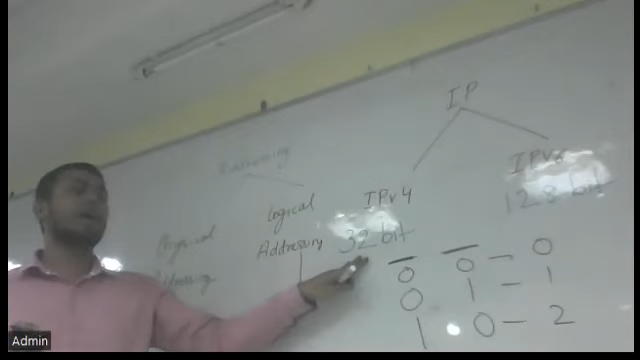 IP
Addressing
IPv4 IPv6
Logical
Addressing
Physical
Addressing
32 bit 128 bit
0 0 - 0
0 1 - 1
1 0 - 2
Admin